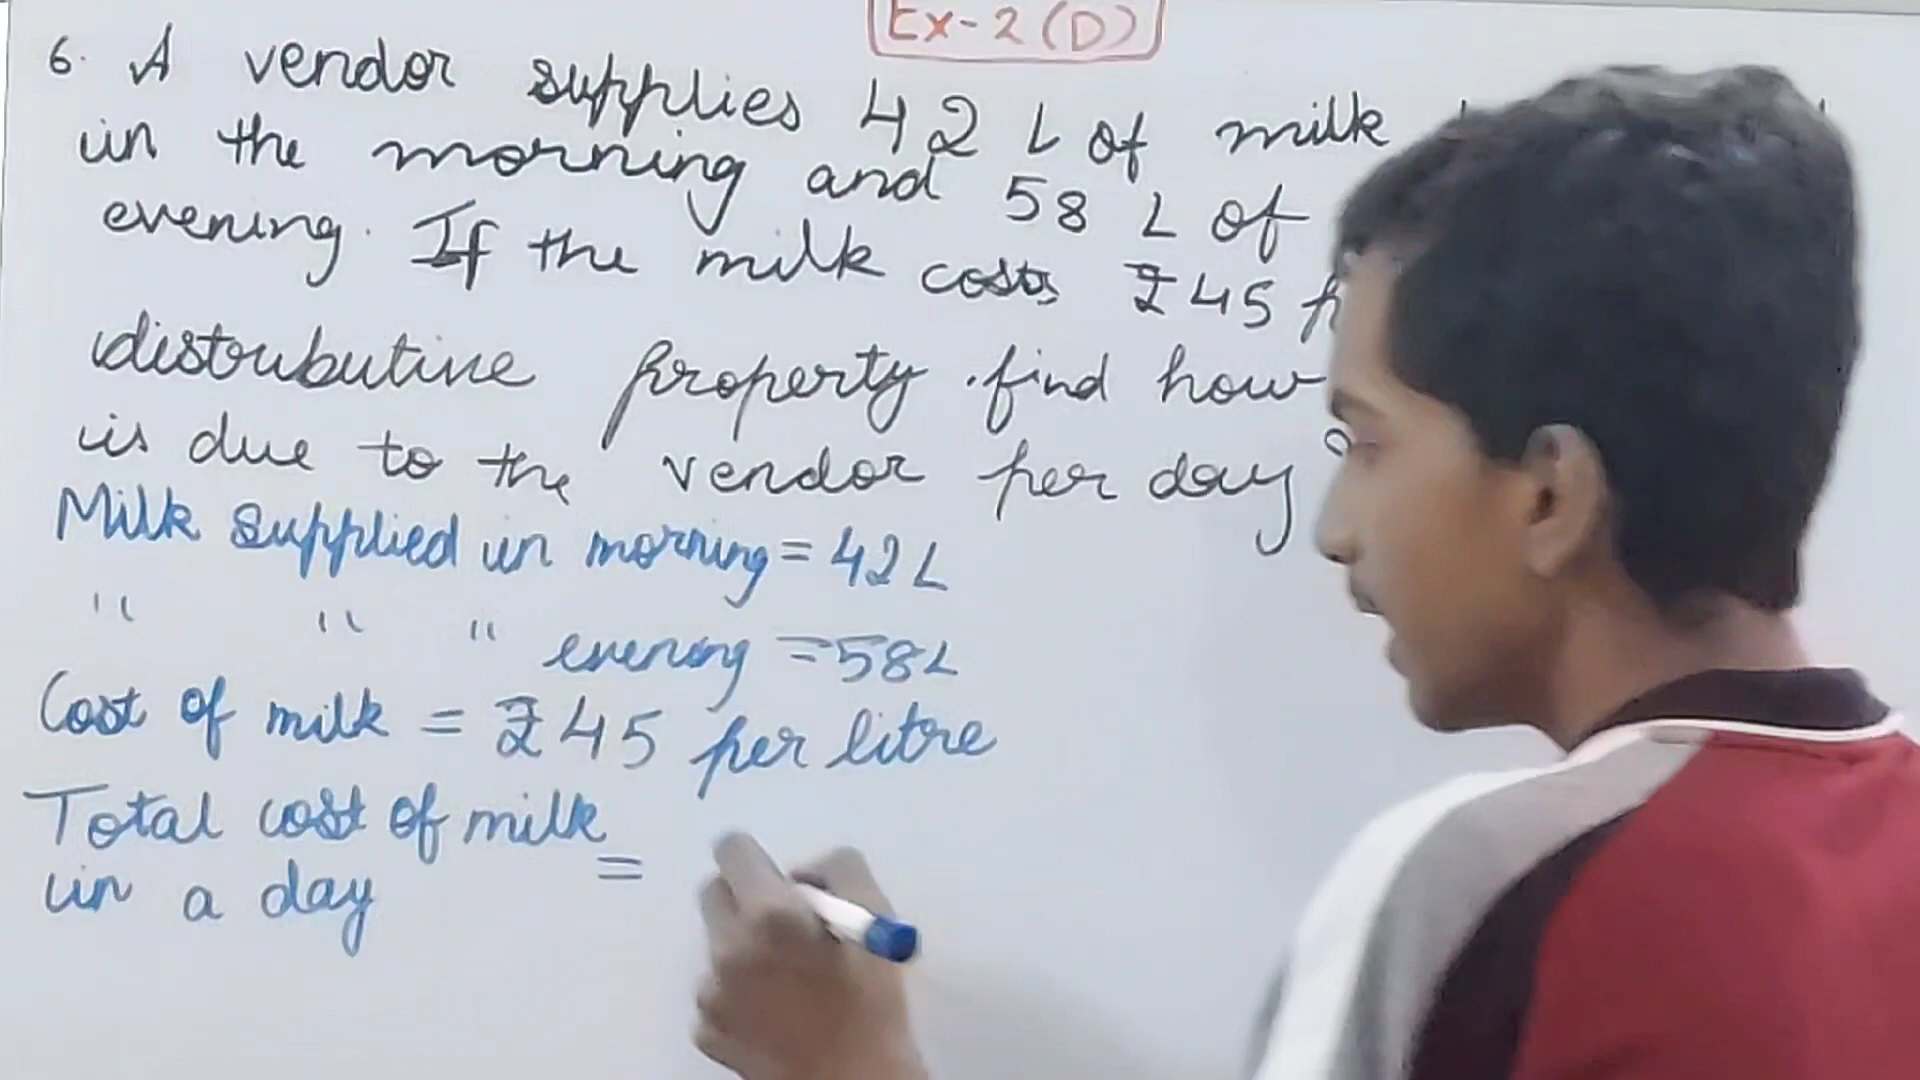 Ex-2 (D)
6. A vendor supplies 42 L of milk
in the morning and 58 L of
evening. If the milk costs ₹45
distributive property find how
is due to the vendor per day?
Milk supplied in morning = 42L
" " " evening = 58L
Cost of milk = ₹45 per litre
Total cost of milk =
in a day